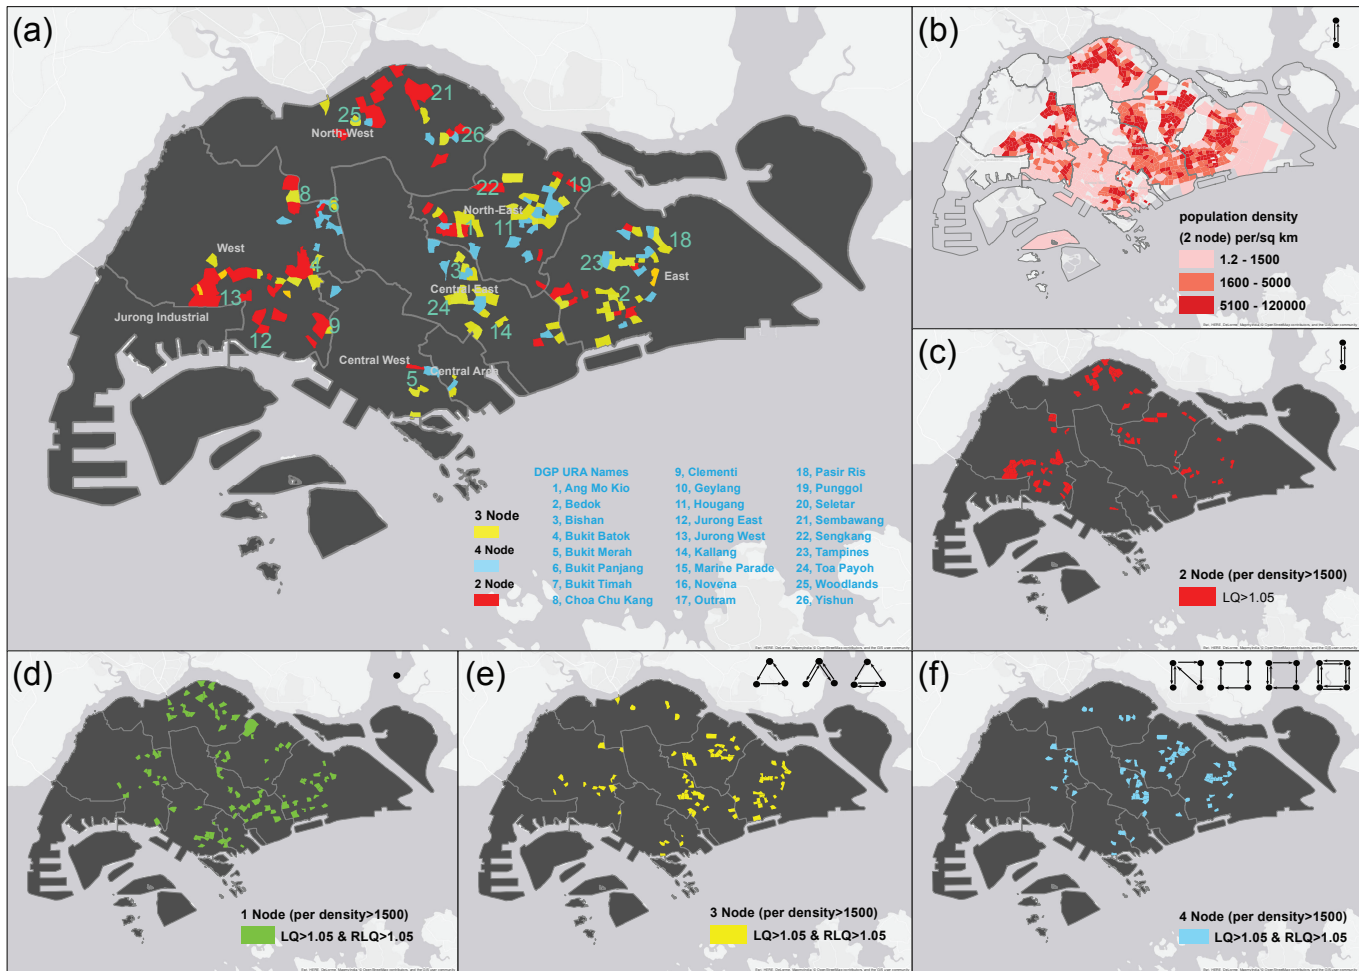 (a)
21
25
North-West
26
8
6
22
19
North-East
1
11
18
23
East
West
4
3
Central East
24
2
13
Jurong Industrial
14
12
9
Central West
5
Central Area
DGP URA Names
1, Ang Mo Kio
2, Bedok
3, Bishan
4, Bukit Batok
5, Bukit Merah
6, Bukit Panjang
7, Bukit Timah
8, Choa Chu Kang
9, Clementi
10, Geylang
11, Hougang
12, Jurong East
13, Jurong West
14, Kallang
15, Marine Parade
16, Novena
17, Outram
18, Pasir Ris
19, Punggol
20, Seletar
21, Sembawang
22, Sengkang
23, Tampines
24, Toa Payoh
25, Woodlands
26, Yishun
3 Node
4 Node
2 Node
(b)
population density
(2 node) per/sq km
1.2 - 1500
1600 - 5000
5100 - 120000
(c)
2 Node (per density>1500)
LQ>1.05
(d)
1 Node (per density>1500)
LQ>1.05 & RLQ>1.05
(e)
3 Node (per density>1500)
LQ>1.05 & RLQ>1.05
(f)
4 Node (per density>1500)
LQ>1.05 & RLQ>1.05